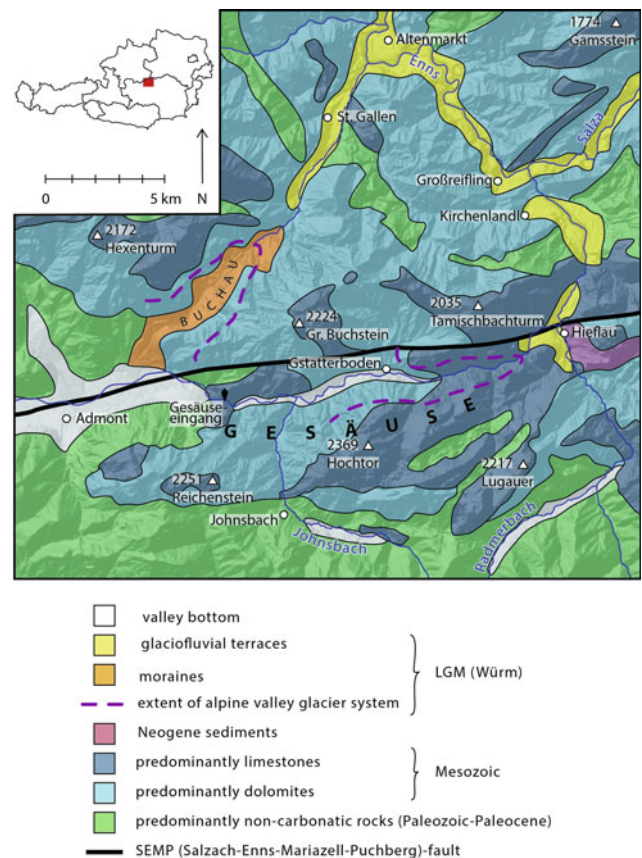 0
5 km
N
1774
Gamsstein
Altenmarkt
Enns
Salza
St. Gallen
Großreifling
Kirchenlandl
2172
Hexenturm
BUCHAU
2224
Gr. Buchstein
2035
Tamischbachturm
Hieflau
Gstatterboden
Admont
Gesäuse-
eingang
GESÄUSE
2369
Hochtor
2251
Reichenstein
2217
Lugauer
Johnsbach
Johnsbach
Radmerbach
valley bottom
glaciofluvial terraces
moraines
LGM (Würm)
extent of alpine valley glacier system
Neogene sediments
predominantly limestones
Mesozoic
predominantly dolomites
predominantly non-carbonatic rocks (Paleozoic-Paleocene)
SEMP (Salzach-Enns-Mariazell-Puchberg)-fault